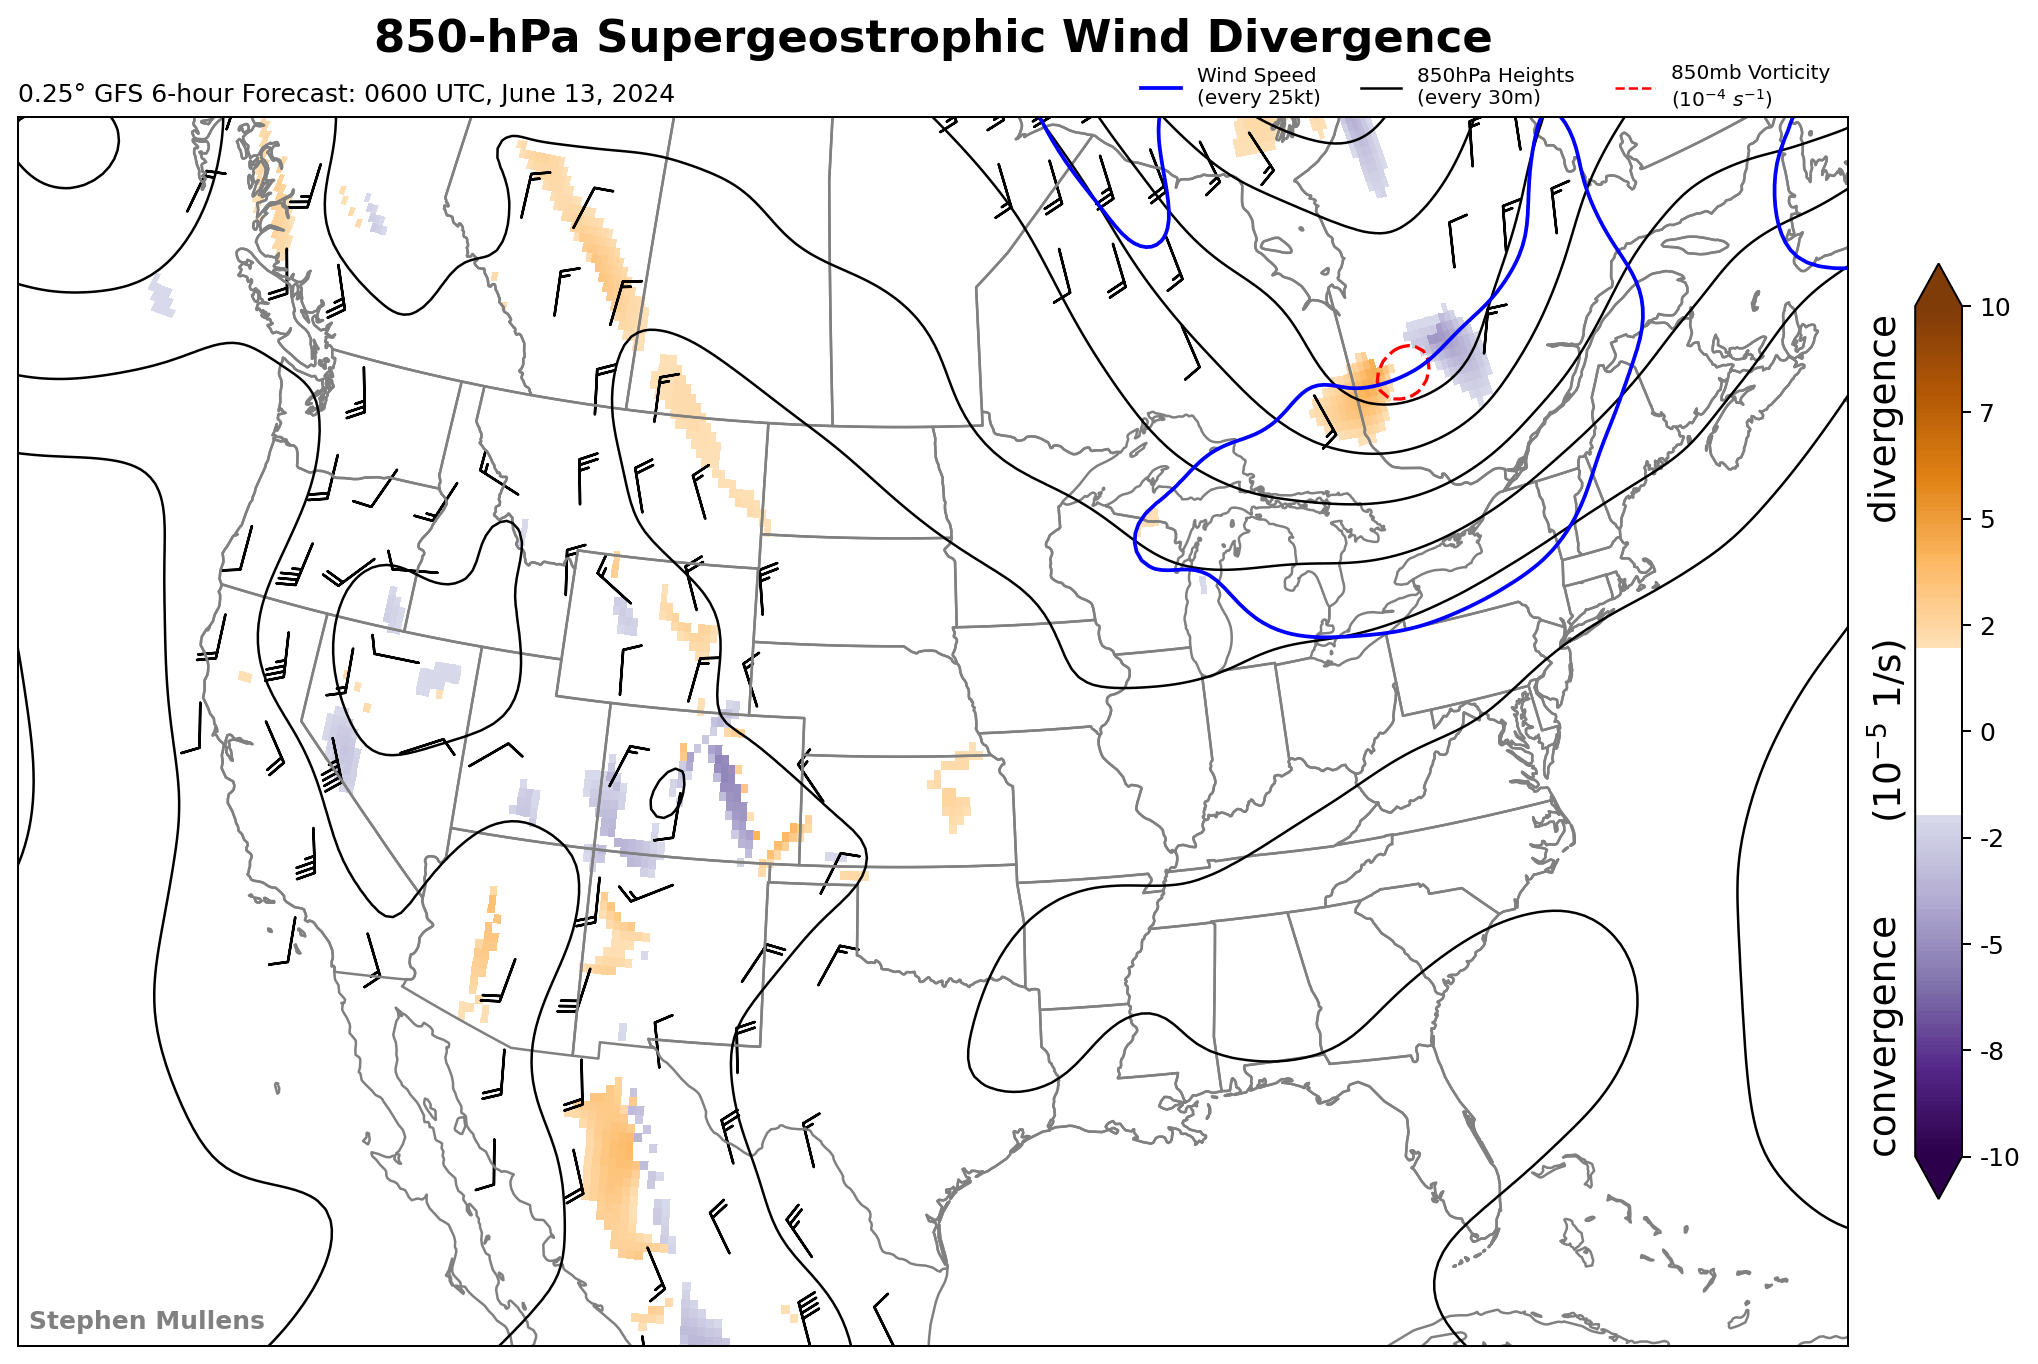 850-hPa Supergeostrophic Wind Divergence
0.25° GFS 6-hour Forecast: 0600 UTC, June 13, 2024
Wind Speed
(every 25kt)
850hPa Heights
(every 30m)
850mb Vorticity
(10⁻⁴ s⁻¹)
10
7
5
2
0
-2
-5
-8
-10
convergence (10⁻⁵ 1/s) divergence
Stephen Mullens